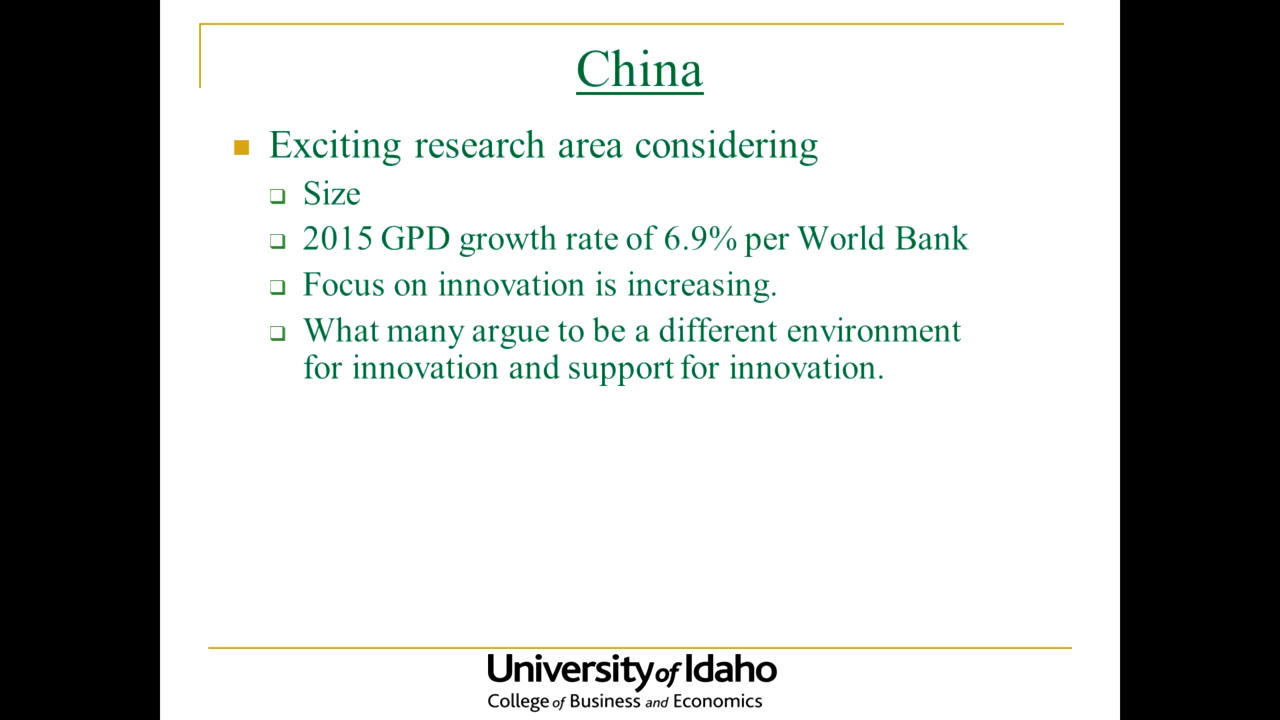 China
Exciting research area considering
Size
2015 GPD growth rate of 6.9% per World Bank
Focus on innovation is increasing.
What many argue to be a different environment
for innovation and support for innovation.
University of Idaho
College of Business and Economics